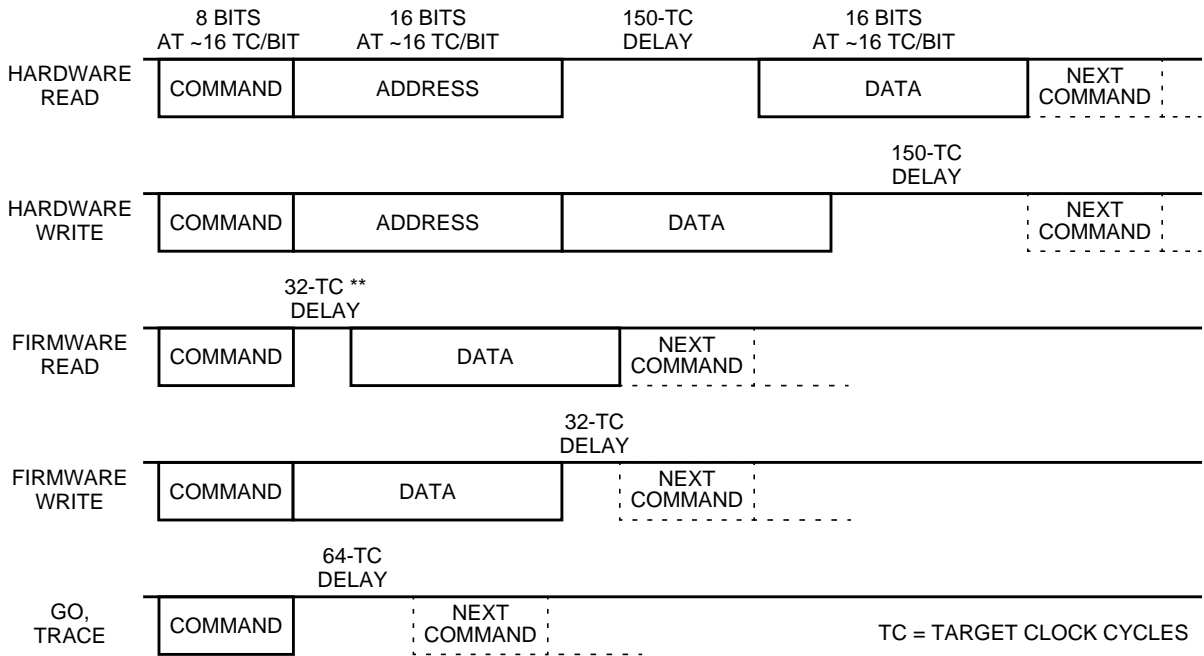 8 BITS
AT ~16 TC/BIT
16 BITS
AT ~16 TC/BIT
150-TC
DELAY
16 BITS
AT ~16 TC/BIT
HARDWARE
READ
COMMAND
ADDRESS
DATA
NEXT
COMMAND
150-TC
DELAY
HARDWARE
WRITE
COMMAND
ADDRESS
DATA
NEXT
COMMAND
32-TC **
DELAY
FIRMWARE
READ
COMMAND
DATA
NEXT
COMMAND
32-TC
DELAY
FIRMWARE
WRITE
COMMAND
DATA
NEXT
COMMAND
64-TC
DELAY
GO,
TRACE
COMMAND
NEXT
COMMAND
TC = TARGET CLOCK CYCLES